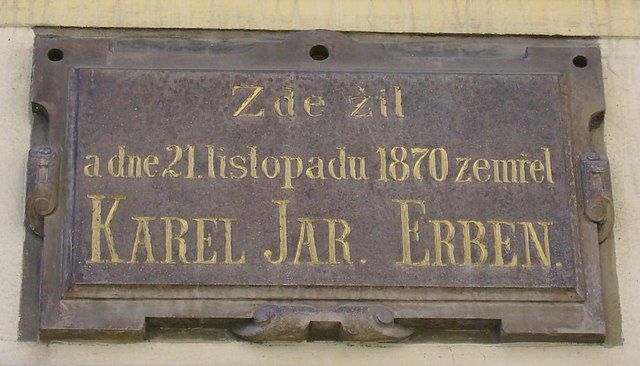 Zde žil
a dne 21. listopadu 1870 zemřel
KAREL JAR. ERBEN.